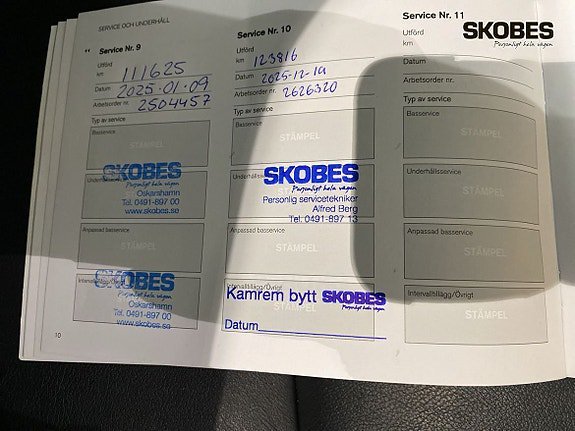 SERVICE OCH UNDERHÅLL
Service Nr. 9
Utförd
km 111625
Datum 2025.01.09
Arbetsorder nr. 2504457
Typ av service
Basservice
STÄMPEL
SKOBES
Personligt hela vägen
Oskarshamn
Tel. 0491-897 00
www.skobes.se
Anpassad basservice
STÄMPEL
SKOBES
Personligt hela vägen
Intervalltillägg/Övrigt
Oskarshamn
Tel. 0491-897 00
www.skobes.se
10
Service Nr. 10
Utförd
km 123816
Datum 2025-12-19
Arbetsorder nr. 2626320
Typ av service
Basservice
STÄMPEL
SKOBES
Underhållsservice
Personligt hela vägen
Personlig servicetekniker
Alfred Berg
Tel: 0491-897 13
Anpassad basservice
STÄMPEL
Intervalltillägg/Övrigt
Kamrem bytt SKOBES
Personligt hela vägen
Datum
Service Nr. 11
Utförd
km
Datum
Arbetsorder nr.
Typ av service
Basservice
STÄMPEL
Underhållsservice
STÄMPEL
Anpassad basservice
STÄMPEL
Intervalltillägg/Övrigt
STÄMPEL
SKOBES
Personligt hela vägen